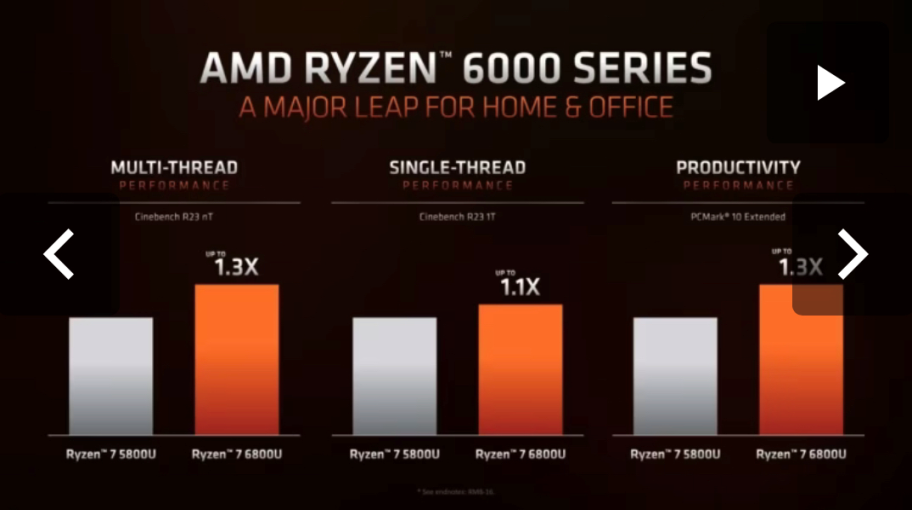 AMD RYZEN™ 6000 SERIES
A MAJOR LEAP FOR HOME & OFFICE
MULTI-THREAD
PERFORMANCE
Cinebench R23 nT
UP TO
1.3X
Ryzen™ 7 5800U Ryzen™ 7 6800U
SINGLE-THREAD
PERFORMANCE
Cinebench R23 1T
UP TO
1.1X
Ryzen™ 7 5800U Ryzen™ 7 6800U
PRODUCTIVITY
PERFORMANCE
PCMark® 10 Extended
UP TO
1.3X
Ryzen™ 7 5800U Ryzen™ 7 6800U
* See endnotes: